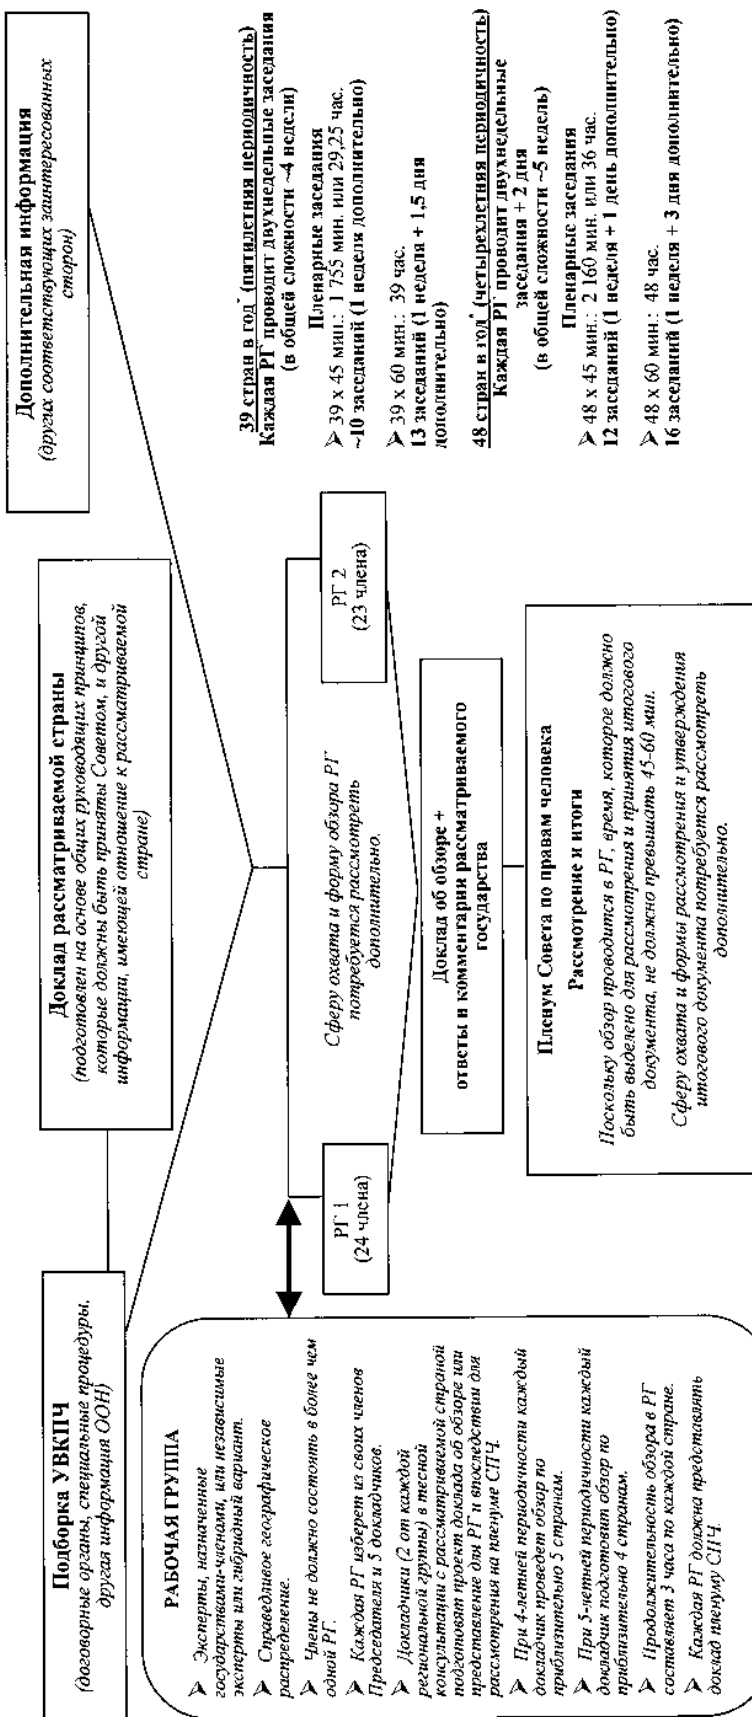 Подборка УВКПЧ
(договорные органы, специальные процедуры,
другая информация ООН)
Доклад рассматриваемой страны
(подготовлен на основе общих руководящих принципов,
которые должны быть приняты Советом, и другой
информации, имеющей отношение к рассматриваемой
стране)
Дополнительная информация
(других соответствующих заинтересованных
сторон)
РАБОЧАЯ ГРУППА
➤ Эксперты, назначенные
государствами-членами, или независимые
эксперты или гибридный вариант.
➤ Справедливое географическое
распределение.
➤ Члены не должно состоять в более чем
одной РГ.
➤ Каждая РГ изберет из своих членов
Председателя и 5 докладчиков.
➤ Докладчики (2 от каждой
региональной группы) в тесной
консультации с рассматриваемой страной
подготовят проект доклада об обзоре или
представление для РГ и впоследствии для
рассмотрения на пленуме СПЧ.
➤ При 4-летней периодичности каждый
докладчик проведет обзор по
приблизительно 5 странам.
➤ При 5-летней периодичности каждый
докладчик подготовит обзор по
приблизительно 4 странам.
➤ Продолжительность обзора в РГ
составляет 3 часа по каждой стране.
➤ Каждая РГ должна представлять
доклад пленуму СПЧ.
РГ 1
(24 члена)
Сферу охвата и форму обзора РГ
потребуется рассмотреть
дополнительно.
РГ 2
(23 члена)
Доклад об обзоре +
ответы и комментарии рассматриваемого
государства
Пленум Совета по правам человека
Рассмотрение и итоги
Поскольку обзор проводится в РГ, время, которое должно
быть выделено для рассмотрения и принятия итогового
документа, не должно превышать 45-60 мин.
Сферу охвата и формы рассмотрения и утверждения
итогового документа потребуется рассмотреть
дополнительно.
39 стран в год* (пятилетняя периодичность)
Каждая РГ проводит двухнедельные заседания
(в общей сложности ~4 недели)
Пленарные заседания
➤ 39 x 45 мин.: 1 755 мин. или 29,25 час.
~10 заседаний (1 неделя дополнительно)
➤ 39 x 60 мин.: 39 час.
13 заседаний (1 неделя + 1,5 дня
дополнительно)
48 стран в год* (четырехлетняя периодичность)
Каждая РГ проводит двухнедельные
заседания + 2 дня
(в общей сложности ~5 недель)
Пленарные заседания
➤ 48 x 45 мин.: 2 160 мин. или 36 час.
12 заседаний (1 неделя + 1 день дополнительно)
➤ 48 x 60 мин.: 48 час.
16 заседаний (1 неделя + 3 дня дополнительно)